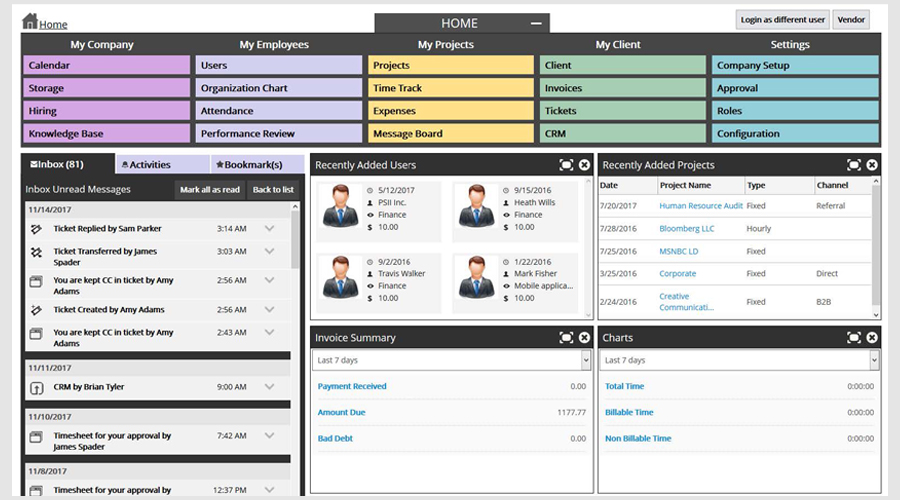 Home
HOME
Login as different user
Vendor
My Company
My Employees
My Projects
My Client
Settings
Calendar
Users
Projects
Client
Company Setup
Storage
Organization Chart
Time Track
Invoices
Approval
Hiring
Attendance
Expenses
Tickets
Roles
Knowledge Base
Performance Review
Message Board
CRM
Configuration
Inbox (81)
Activities
Bookmark(s)
Inbox Unread Messages
Mark all as read
Back to list
11/14/2017
Ticket Replied by Sam Parker 3:14 AM
Ticket Transferred by James 3:03 AM
Spader
You are kept CC in ticket by Amy 2:56 AM
Adams
Ticket Created by Amy Adams 2:56 AM
You are kept CC in ticket by Amy 2:43 AM
Adams
11/11/2017
CRM by Brian Tyler 9:00 AM
11/10/2017
Timesheet for your approval by 7:42 AM
James Spader
11/8/2017
Timesheet for your approval by 12:37 PM
Recently Added Users
5/12/2017
PSII Inc.
Finance
$ 10.00
9/15/2016
Heath Wills
Finance
$ 10.00
9/2/2016
Travis Walker
Finance
$ 10.00
1/22/2016
Mark Fisher
Mobile applica...
$ 10.00
Recently Added Projects
Date Project Name Type Channel
7/20/2017 Human Resource Audit Fixed Referral
7/28/2016 Bloomberg LLC Hourly
7/25/2016 MSNBC LD Fixed
3/25/2016 Corporate Fixed Direct
2/24/2016 Creative Fixed B2B
Communicati...
Invoice Summary
Last 7 days
Payment Received 0.00
Amount Due 1177.77
Bad Debt 0.00
Charts
Last 7 days
Total Time 0:00:00
Billable Time 0:00:00
Non Billable Time 0:00:00